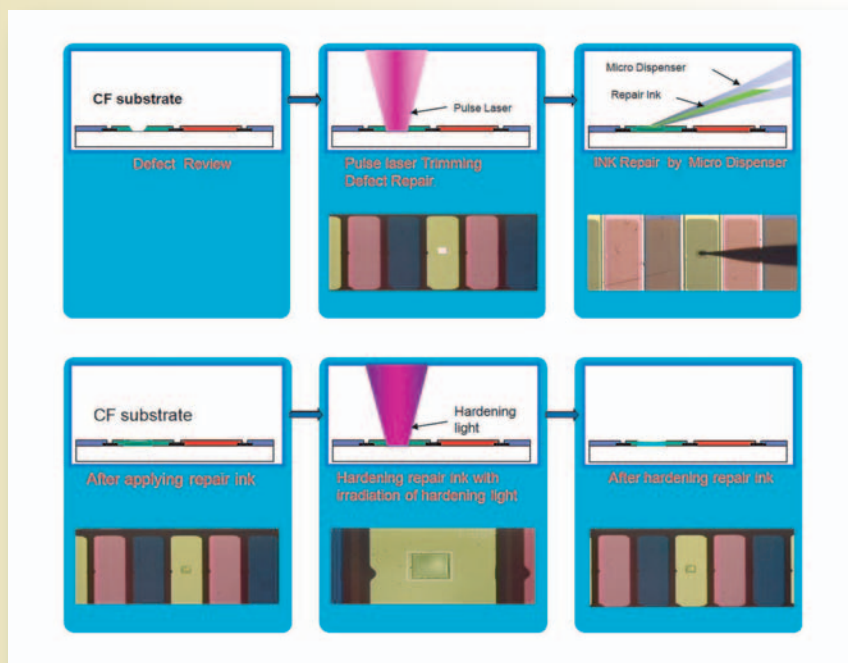 CF substrate
Defect Review
Pulse Laser
Pulse laser Trimming
Defect Repair
Micro Dispenser
Repair Ink
INK Repair by Micro Dispenser
CF substrate
After applying repair ink
Hardening
light
Hardening repair ink with
irradiation of hardening light
After hardening repair ink